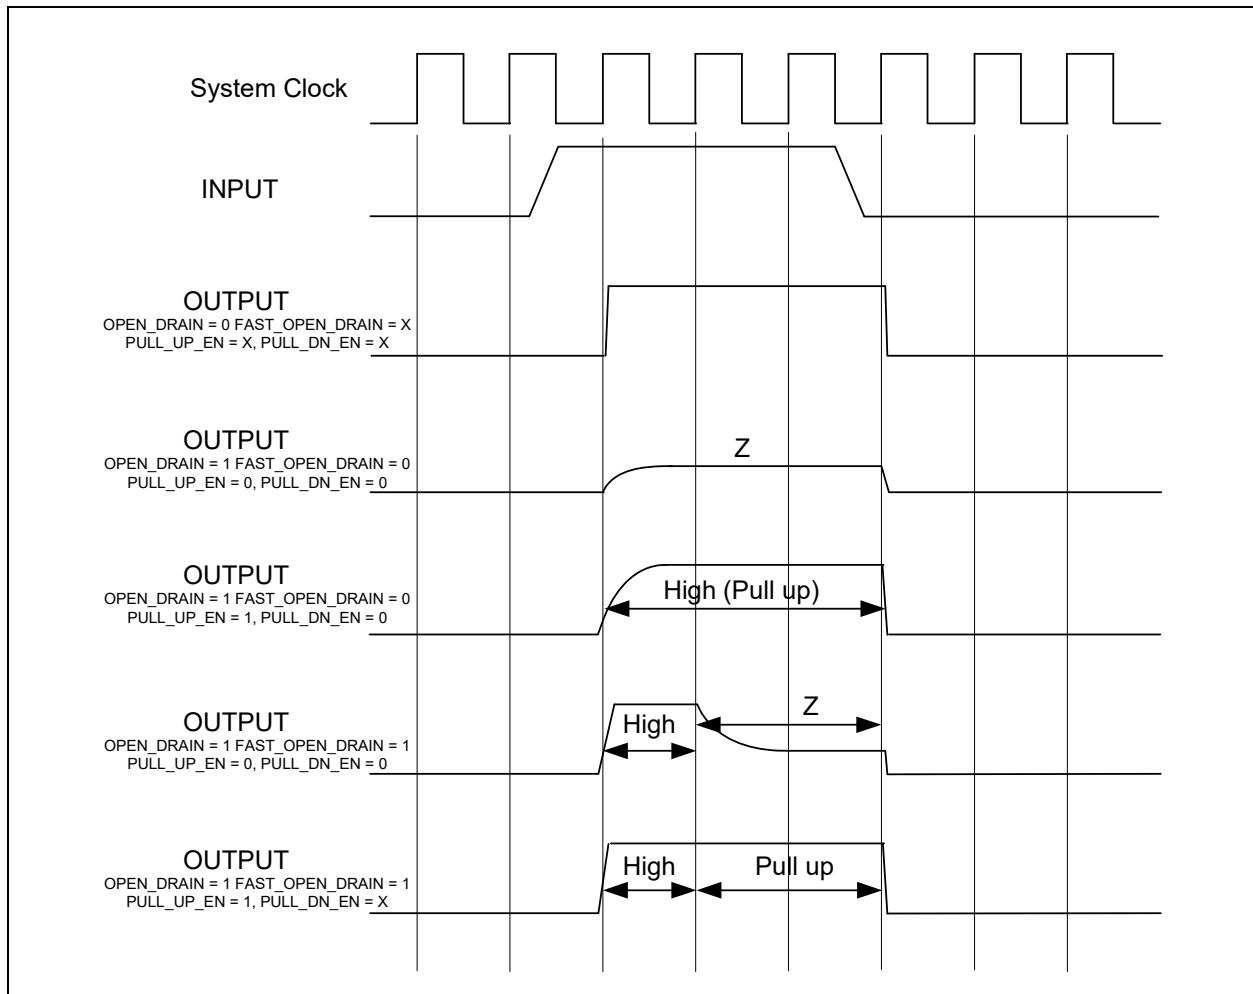 System Clock
INPUT
OUTPUT
OPEN_DRAIN = 0 FAST_OPEN_DRAIN = X
PULL_UP_EN = X, PULL_DN_EN = X
OUTPUT
OPEN_DRAIN = 1 FAST_OPEN_DRAIN = 0
PULL_UP_EN = 0, PULL_DN_EN = 0
Z
OUTPUT
OPEN_DRAIN = 1 FAST_OPEN_DRAIN = 0
PULL_UP_EN = 1, PULL_DN_EN = 0
High (Pull up)
OUTPUT
OPEN_DRAIN = 1 FAST_OPEN_DRAIN = 1
PULL_UP_EN = 0, PULL_DN_EN = 0
High
Z
OUTPUT
OPEN_DRAIN = 1 FAST_OPEN_DRAIN = 1
PULL_UP_EN = 1, PULL_DN_EN = X
High
Pull up